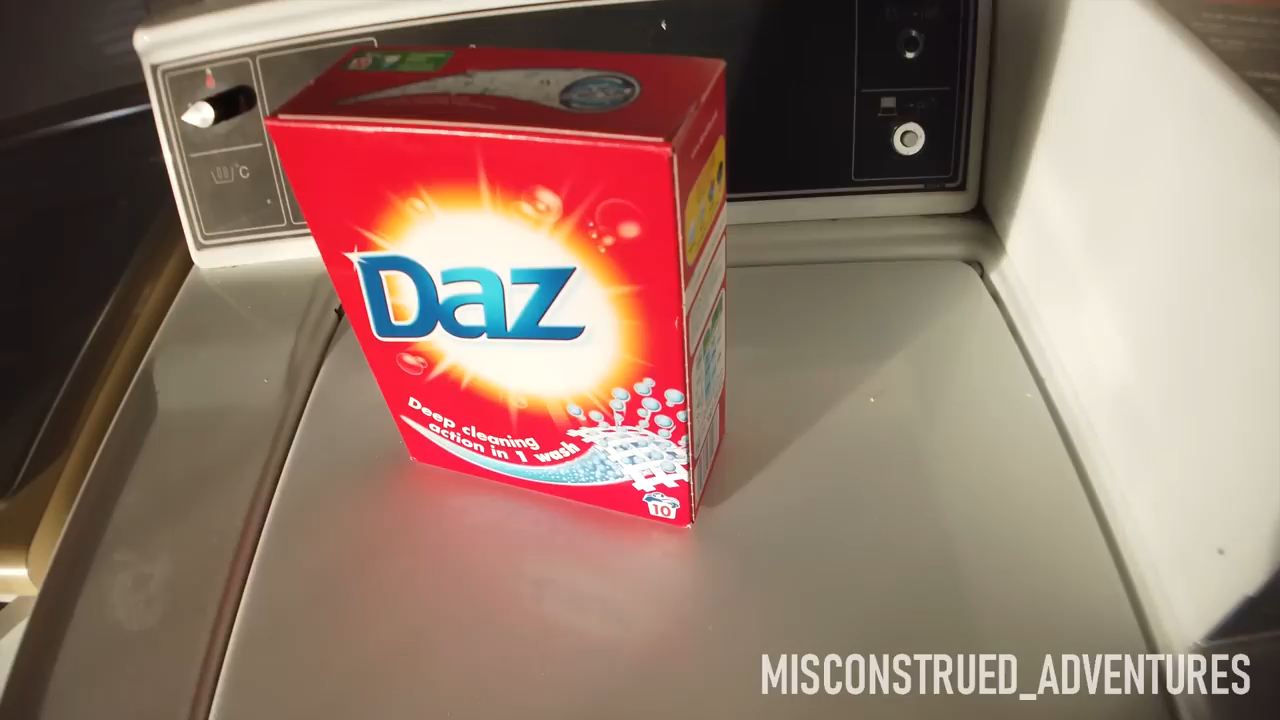 °C
Daz
Deep cleaning
action in 1 wash
10
MISCONSTRUED_ADVENTURES